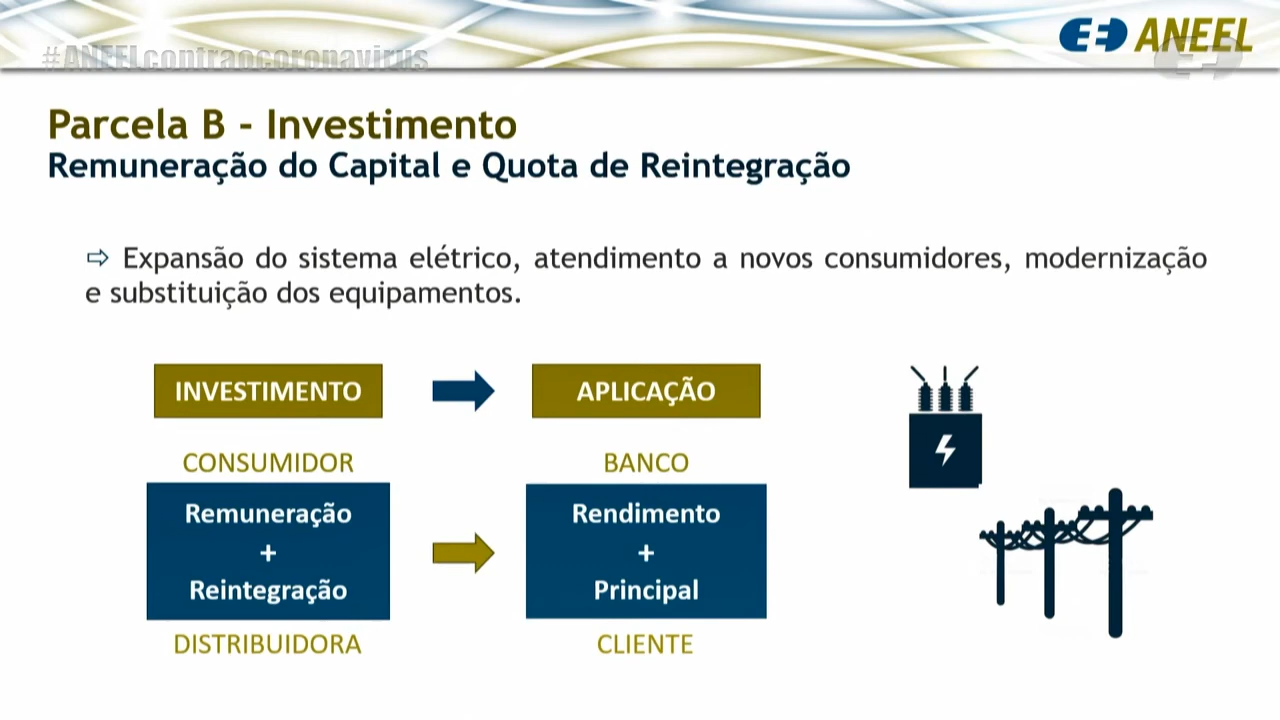 #ANEELcontraocoronavirus
ANEEL
Parcela B - Investimento
Remuneração do Capital e Quota de Reintegração
⇨ Expansão do sistema elétrico, atendimento a novos consumidores, modernização
e substituição dos equipamentos.
INVESTIMENTO
APLICAÇÃO
CONSUMIDOR
BANCO
Remuneração
+
Reintegração
Rendimento
+
Principal
DISTRIBUIDORA
CLIENTE